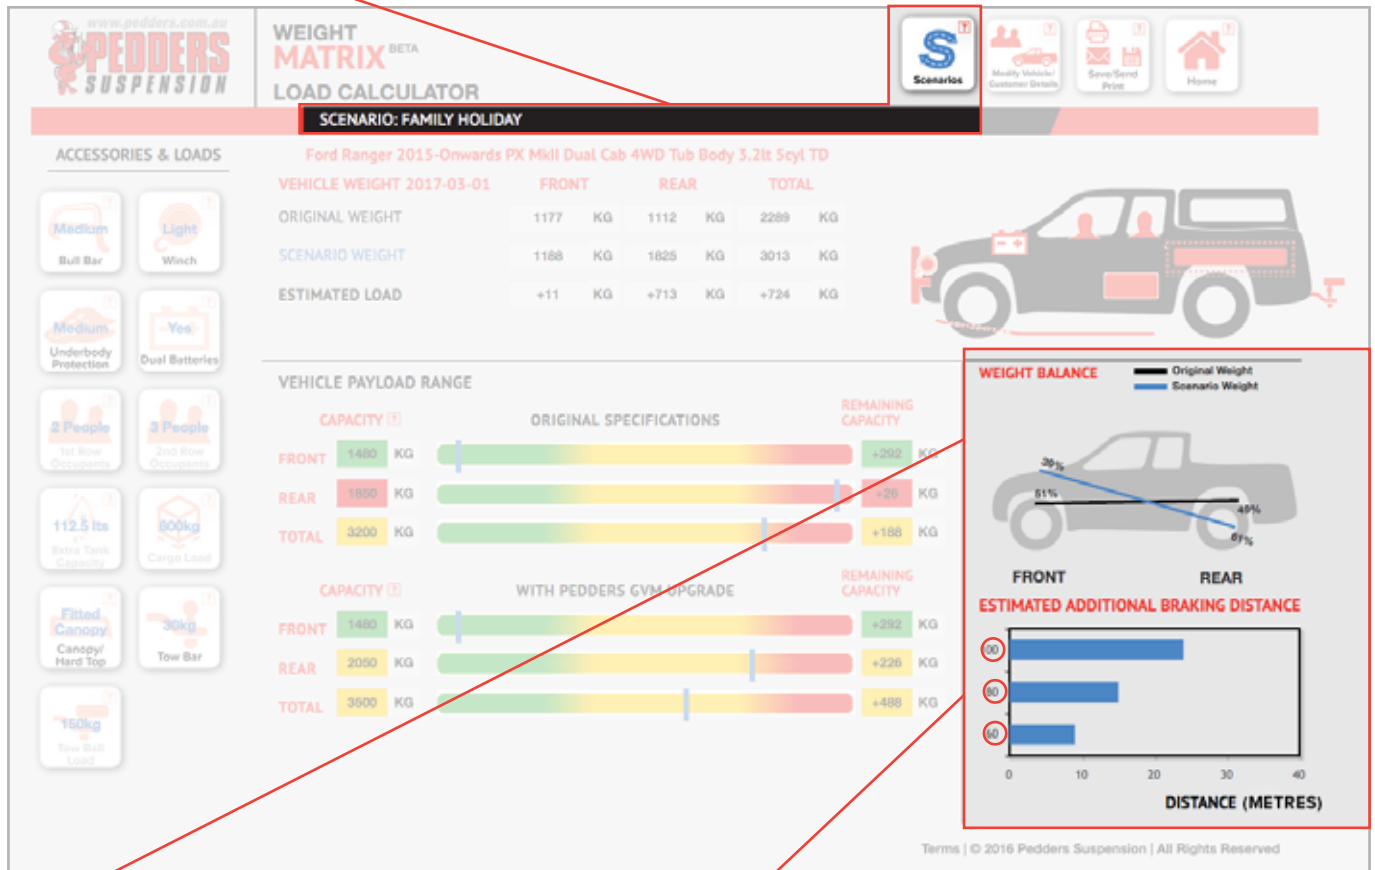 www.pedders.com.au
PEDDERS
SUSPENSION
WEIGHT
MATRIX BETA
LOAD CALCULATOR
Scenarios
Modify Vehicle/
Customer Details
Save/Send
Print
Home
SCENARIO: FAMILY HOLIDAY
ACCESSORIES & LOADS
Medium
Bull Bar
Light
Winch
Medium
Underbody
Protection
Yes
Dual Batteries
2 People
1st Row
Occupants
3 People
2nd Row
Occupants
112.5 lts
Extra Tank
Capacity
600kg
Cargo Load
Fitted
Canopy
Canopy/
Hard Top
30kg
Tow Bar
150kg
Tow Ball
Load
Ford Ranger 2015-Onwards PX MkII Dual Cab 4WD Tub Body 3.2lt 5cyl TD
VEHICLE WEIGHT 2017-03-01 FRONT REAR TOTAL
ORIGINAL WEIGHT 1177 KG 1112 KG 2289 KG
SCENARIO WEIGHT 1188 KG 1825 KG 3013 KG
ESTIMATED LOAD +11 KG +713 KG +724 KG
VEHICLE PAYLOAD RANGE
CAPACITY ? ORIGINAL SPECIFICATIONS REMAINING
CAPACITY
FRONT 1480 KG +292 KG
REAR 1850 KG +26 KG
TOTAL 3200 KG +188 KG
CAPACITY ? WITH PEDDERS GVM UPGRADE REMAINING
CAPACITY
FRONT 1480 KG +292 KG
REAR 2050 KG +226 KG
TOTAL 3500 KG +488 KG
WEIGHT BALANCE
Original Weight
Scenario Weight
39%
51%
49%
61%
FRONT REAR
ESTIMATED ADDITIONAL BRAKING DISTANCE
100
80
60
0 10 20 30 40
DISTANCE (METRES)
Terms | © 2016 Pedders Suspension | All Rights Reserved